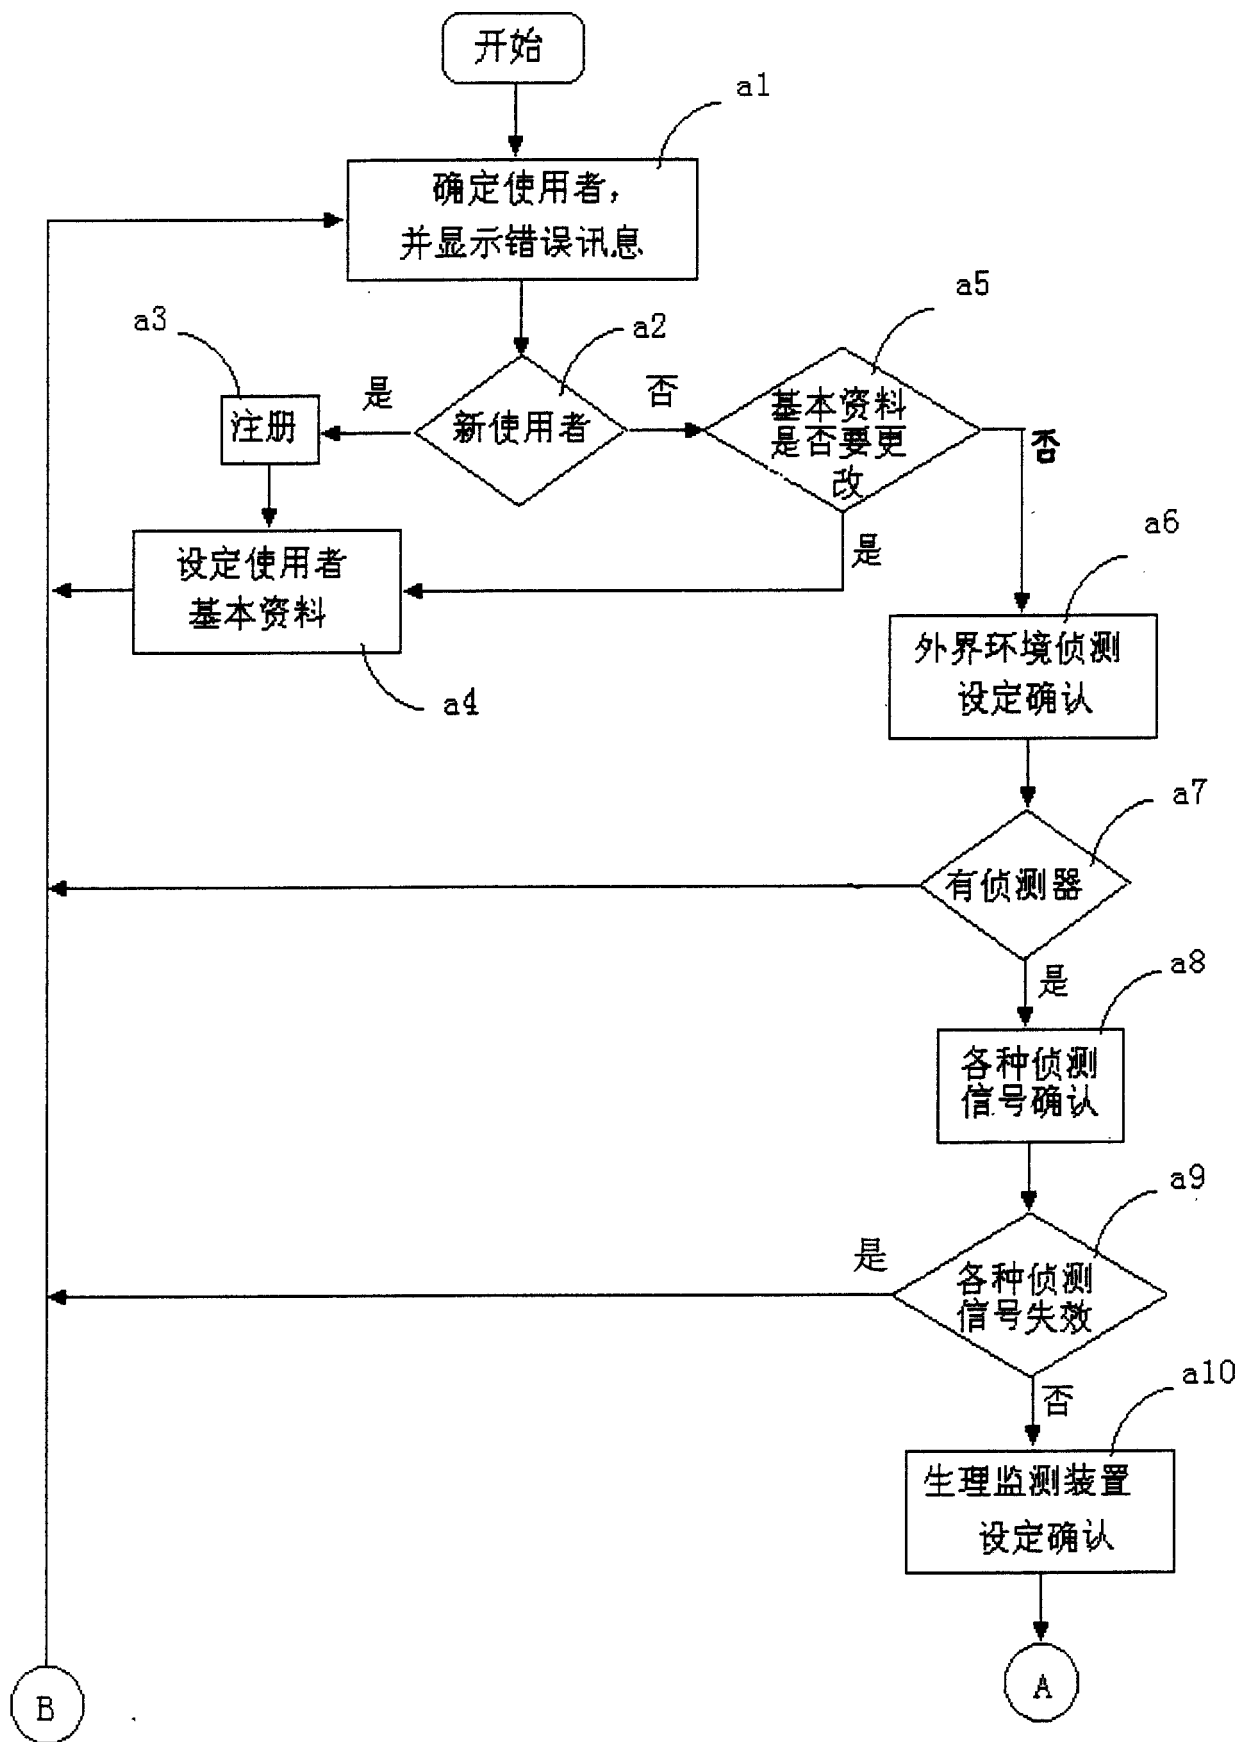 开始
a1
确定使用者，
并显示错误讯息
a5
a3
a2
是
否
注册
新使用者
基本资料
是否要更
改
否
a6
是
设定使用者
基本资料
外界环境侦测
设定确认
a4
a7
有侦测器
a8
是
各种侦测
信号确认
a9
是
各种侦测
信号失效
a10
否
生理监测装置
设定确认
B
A